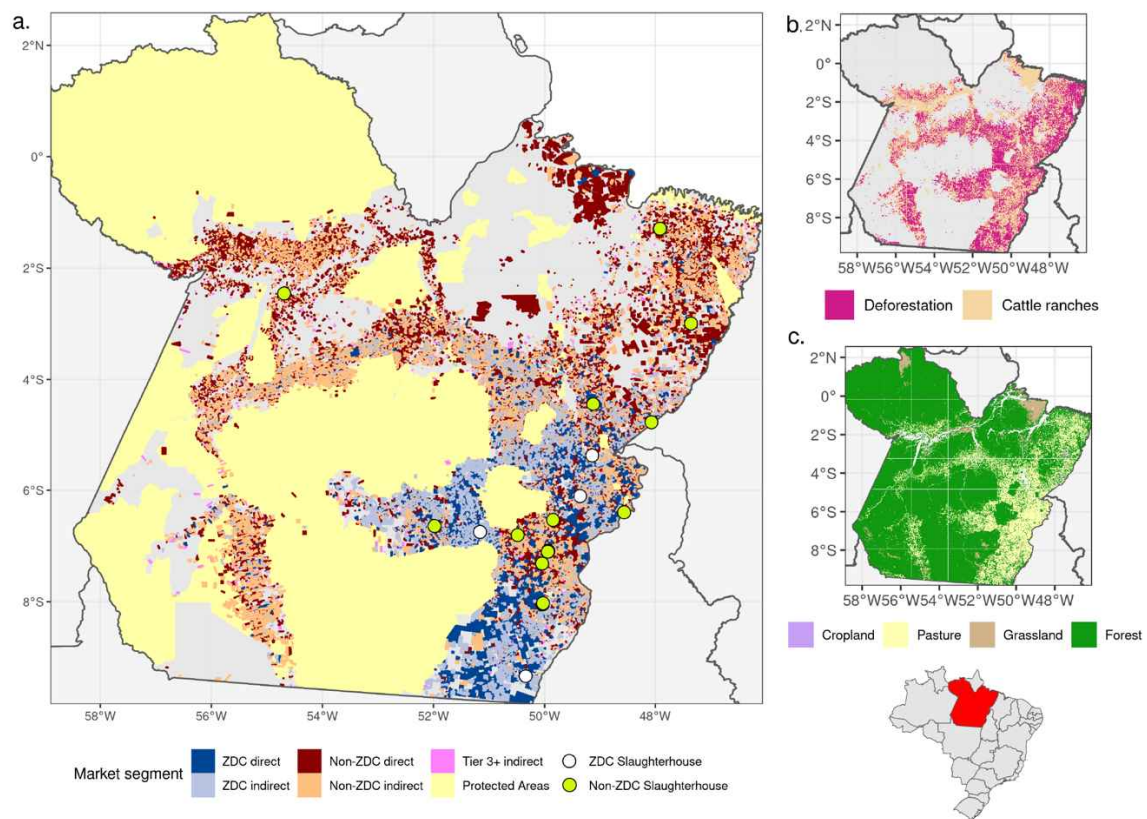 a.
2°N
0°
2°S
4°S
6°S
8°S
58°W 56°W 54°W 52°W 50°W 48°W
Market segment
ZDC direct Non-ZDC direct Tier 3+ indirect ZDC Slaughterhouse
ZDC indirect Non-ZDC indirect Protected Areas Non-ZDC Slaughterhouse
b.
2°N
0°
2°S
4°S
6°S
8°S
58°W56°W54°W52°W50°W48°W
Deforestation Cattle ranches
c.
2°N
0°
2°S
4°S
6°S
8°S
58°W56°W54°W52°W50°W48°W
Cropland Pasture Grassland Forest